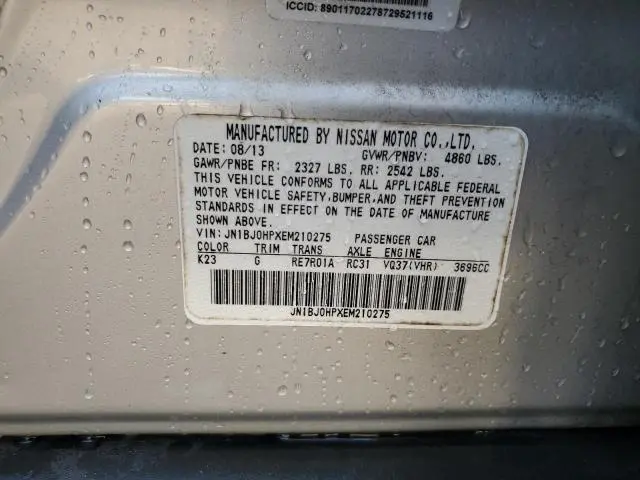 ICCID: 89011702278729521116
MANUFACTURED BY NISSAN MOTOR CO.,LTD.
DATE: 08/13 GVWR/PNBV: 4860 LBS.
GAWR/PNBE FR: 2327 LBS. RR: 2542 LBS.
THIS VEHICLE CONFORMS TO ALL APPLICABLE FEDERAL
MOTOR VEHICLE SAFETY,BUMPER,AND THEFT PREVENTION
STANDARDS IN EFFECT ON THE DATE OF MANUFACTURE
SHOWN ABOVE.
VIN: JN1BJ0HPXEM210275 PASSENGER CAR
COLOR TRIM TRANS AXLE ENGINE
K23 G RE7R01A RC31 VQ37(VHR) 3696CC
JN1BJ0HPXEM210275